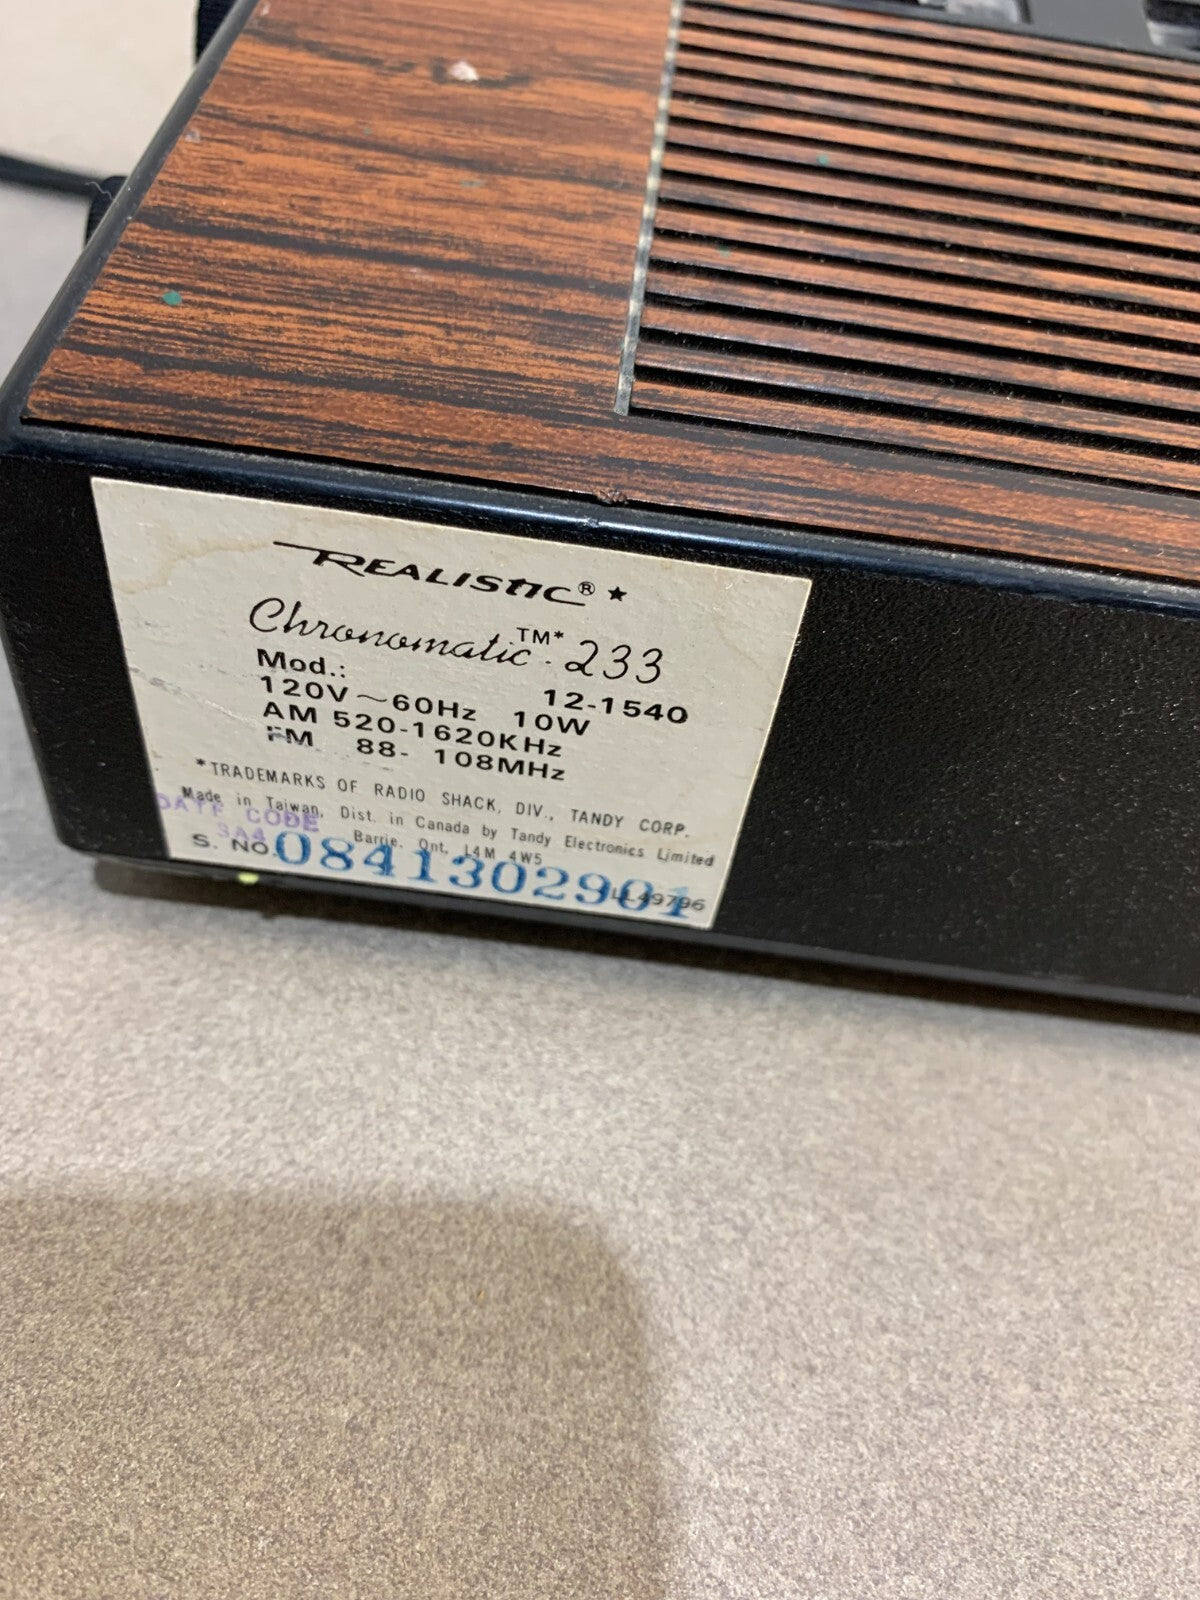 REALISTIC®★
Chronomatic™* 233
Mod.: 12-1540
120V ~ 60Hz 10W
AM 520-1620KHz
FM 88- 108MHz
*TRADEMARKS OF RADIO SHACK, DIV., TANDY CORP.
Made in Taiwan, Dist. in Canada by Tandy Electronics Limited
Barrie, Ont, L4M 4W5
DATE CODE
3A4
S. NO. 0841302901